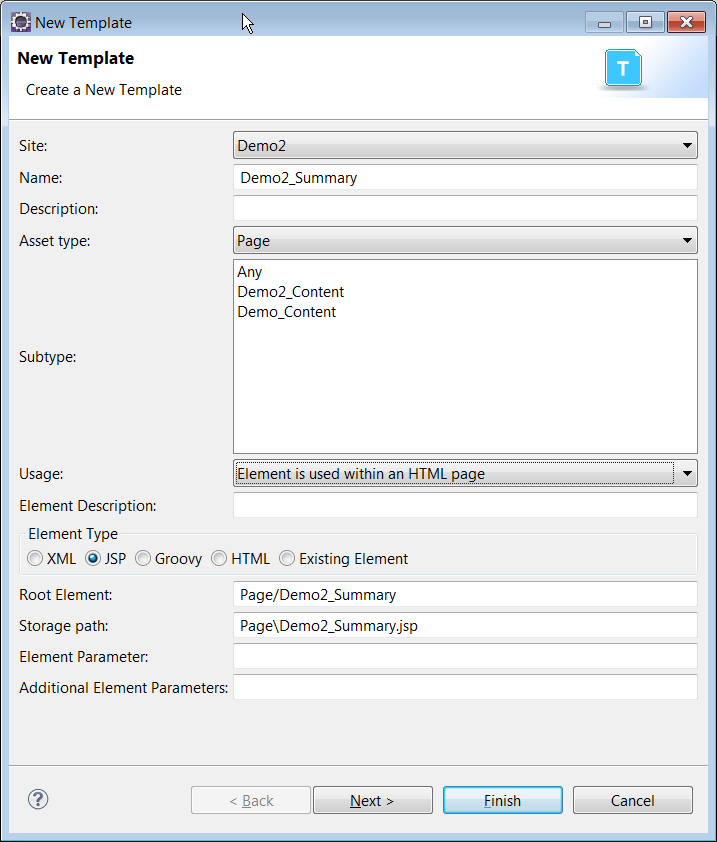 New Template
New Template
T
Create a New Template
Site: Demo2
Name: Demo2_Summary
Description:
Asset type: Page
Any
Demo2_Content
Demo_Content
Subtype:
Usage: Element is used within an HTML page
Element Description:
Element Type
XML JSP Groovy HTML Existing Element
Root Element: Page/Demo2_Summary
Storage path: Page\Demo2_Summary.jsp
Element Parameter:
Additional Element Parameters:
? < Back Next > Finish Cancel